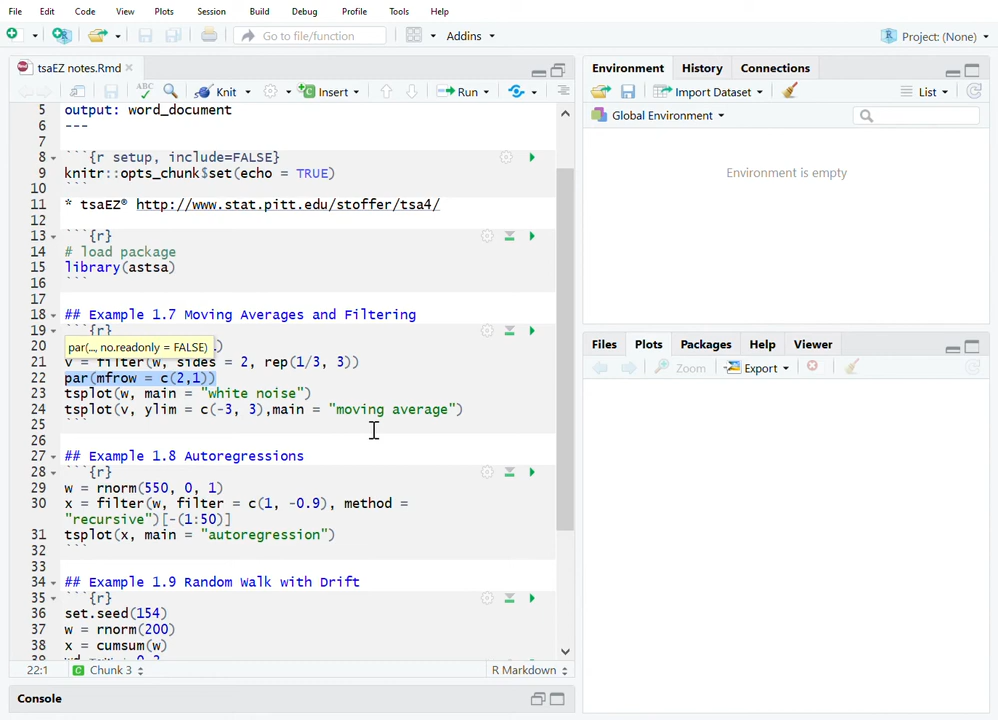 File Edit Code View Plots Session Build Debug Profile Tools Help
Go to file/function Addins Project: (None)
tsaEZ notes.Rmd
ABC Knit Insert Run
5 output: word_document
6 ---
7
8 ```{r setup, include=FALSE}
9 knitr::opts_chunk$set(echo = TRUE)
10 ```
11 * tsaEZ® http://www.stat.pitt.edu/stoffer/tsa4/
12
13 ```{r}
14 # load package
15 library(astsa)
16 ```
17
18 ## Example 1.7 Moving Averages and Filtering
19 ```{r}
par(..., no.readonly = FALSE)
20 )
21 v = filter(w, sides = 2, rep(1/3, 3))
22 par(mfrow = c(2,1))
23 tsplot(w, main = "white noise")
24 tsplot(v, ylim = c(-3, 3),main = "moving average")
25 ```
26
27 ## Example 1.8 Autoregressions
28 ```{r}
29 w = rnorm(550, 0, 1)
30 x = filter(w, filter = c(1, -0.9), method =
"recursive")[-(1:50)]
31 tsplot(x, main = "autoregression")
32 ```
33
34 ## Example 1.9 Random Walk with Drift
35 ```{r}
36 set.seed(154)
37 w = rnorm(200)
38 x = cumsum(w)
22:1 Chunk 3 R Markdown
Console
Environment History Connections
Import Dataset List
Global Environment
Environment is empty
Files Plots Packages Help Viewer
Zoom Export